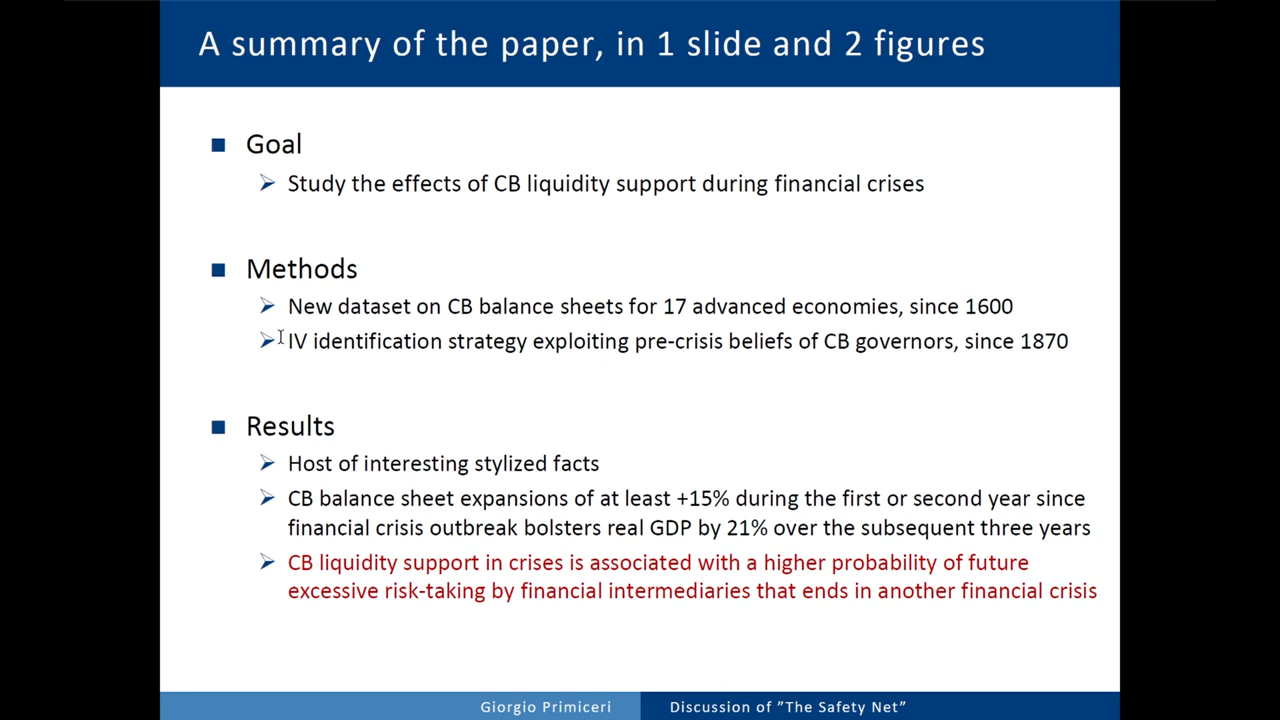 A summary of the paper, in 1 slide and 2 figures
Goal
Study the effects of CB liquidity support during financial crises
Methods
New dataset on CB balance sheets for 17 advanced economies, since 1600
IV identification strategy exploiting pre-crisis beliefs of CB governors, since 1870
Results
Host of interesting stylized facts
CB balance sheet expansions of at least +15% during the first or second year since
financial crisis outbreak bolsters real GDP by 21% over the subsequent three years
CB liquidity support in crises is associated with a higher probability of future
excessive risk-taking by financial intermediaries that ends in another financial crisis
Giorgio Primiceri
Discussion of ”The Safety Net”